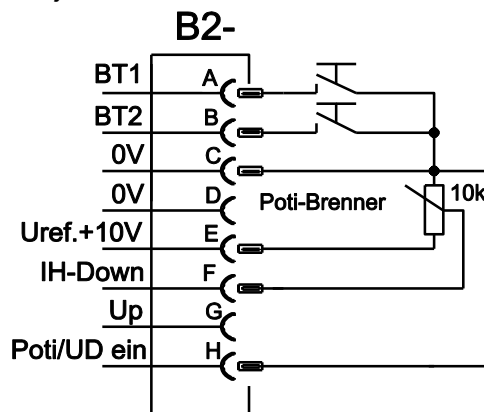 B2-
BT1 A
BT2 B
0V C
0V D
Poti-Brenner 10k
Uref.+10V E
IH-Down F
Up G
Poti/UD ein H